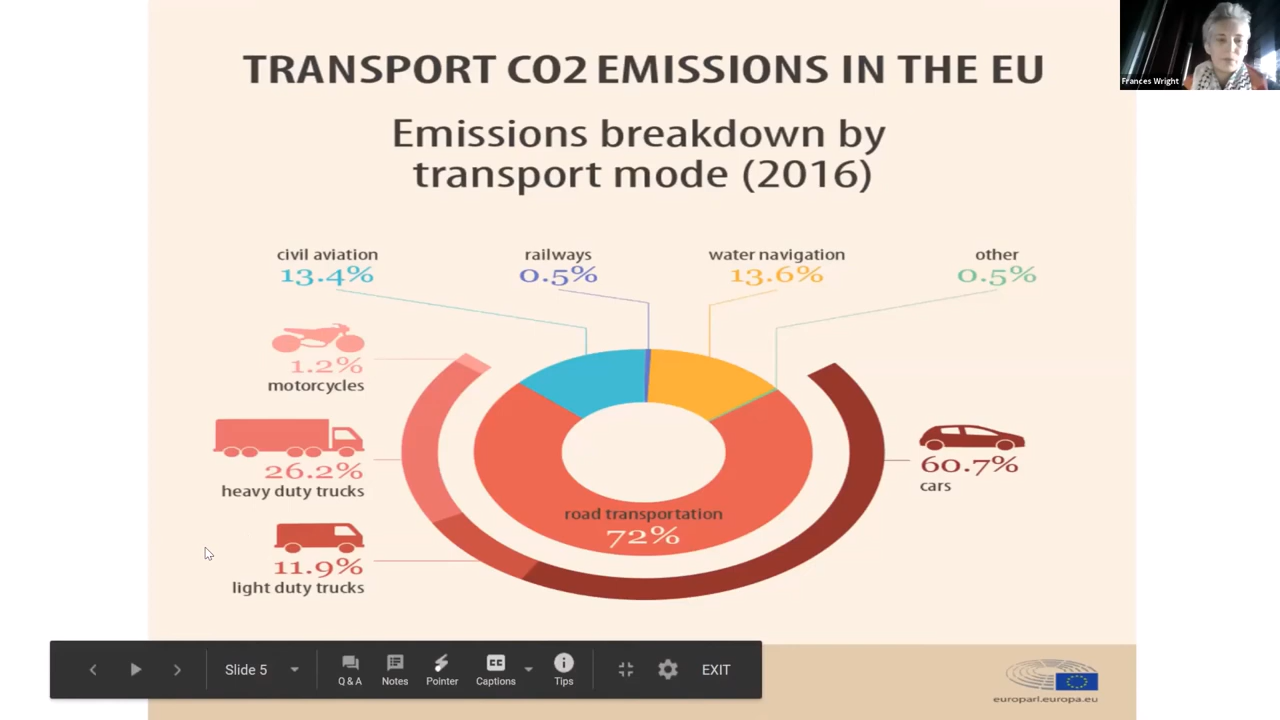 TRANSPORT CO2 EMISSIONS IN THE EU
Emissions breakdown by
transport mode (2016)
Frances Wright
civil aviation
13.4%
railways
0.5%
water navigation
13.6%
other
0.5%
1.2%
motorcycles
26.2%
heavy duty trucks
11.9%
light duty trucks
road transportation
72%
60.7%
cars
Slide 5
Q & A
Notes
Pointer
CC
Captions
Tips
EXIT
europarl.europa.eu